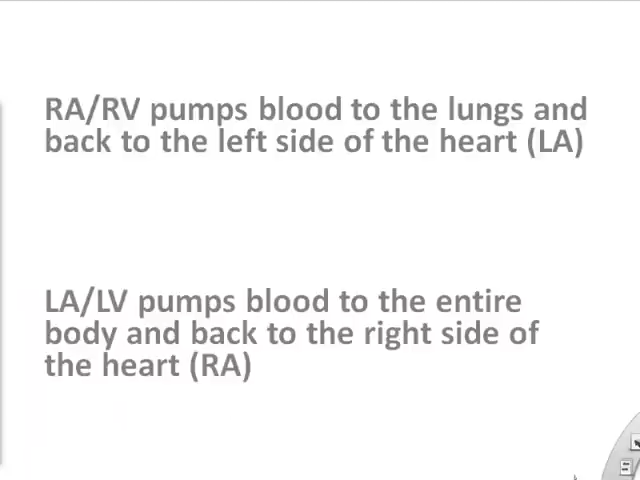 RA/RV pumps blood to the lungs and
back to the left side of the heart (LA)
LA/LV pumps blood to the entire
body and back to the right side of
the heart (RA)